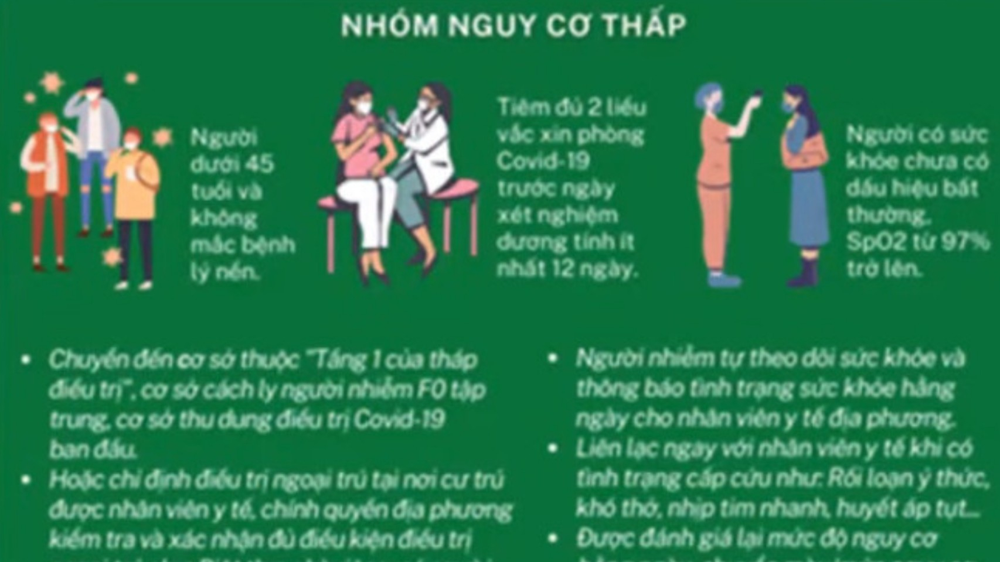 NHÓM NGUY CƠ THẤP
Người
dưới 45
tuổi và
không
mắc bệnh
lý nền.
Tiêm đủ 2 liều
vắc xin phòng
Covid-19
trước ngày
xét nghiệm
dương tính ít
nhất 12 ngày.
Người có sức
khỏe chưa có
dấu hiệu bất
thường,
SpO2 từ 97%
trở lên.
• Chuyển đến cơ sở thuộc "Tầng 1 của tháp
điều trị", cơ sở cách ly người nhiễm F0 tập
trung, cơ sở thu dung điều trị Covid-19
ban đầu.
• Hoặc chỉ định điều trị ngoại trú tại nơi cư trú
được nhân viên y tế, chính quyền địa phương
kiểm tra và xác nhận đủ điều kiện điều trị
• Người nhiễm tự theo dõi sức khỏe và
thông báo tình trạng sức khỏe hằng
ngày cho nhân viên y tế địa phương.
• Liên lạc ngay với nhân viên y tế khi có
tình trạng cấp cứu như: Rối loạn ý thức,
khó thở, nhịp tim nhanh, huyết áp tụt...
• Được đánh giá lại mức độ nguy cơ